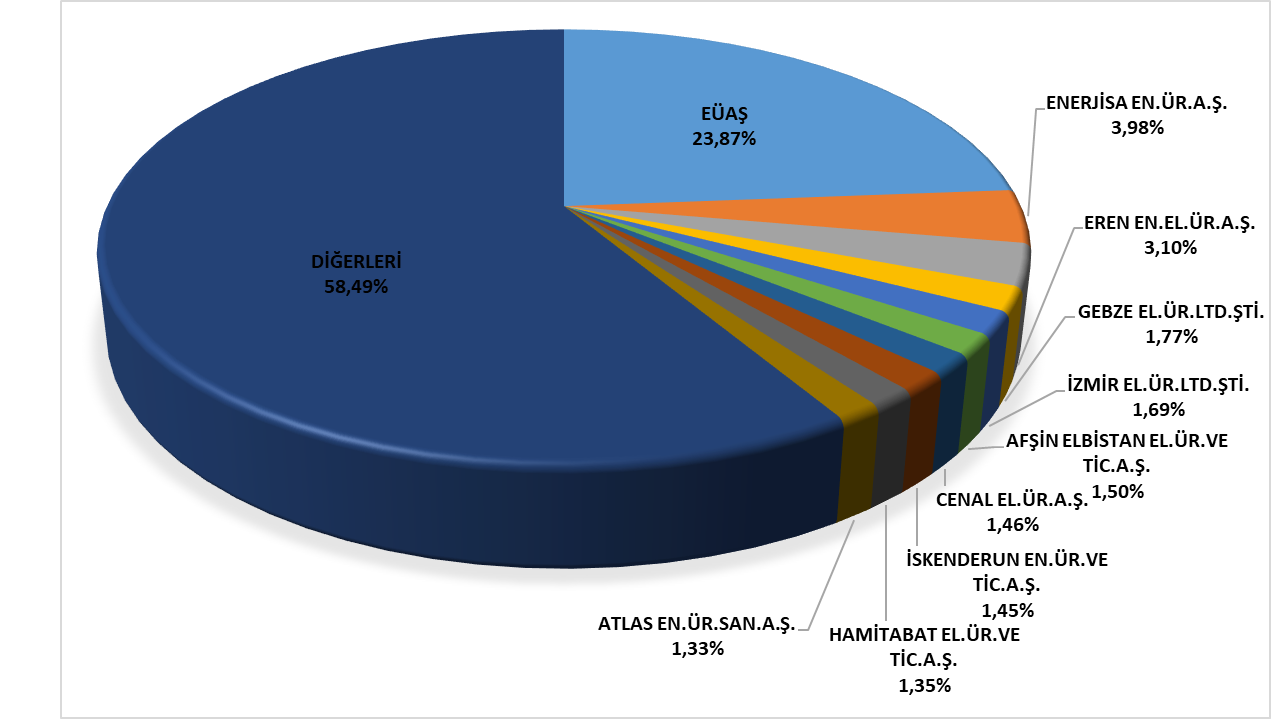 EÜAŞ
23,87%
ENERJİSA EN.ÜR.A.Ş.
3,98%
EREN EN.EL.ÜR.A.Ş.
3,10%
GEBZE EL.ÜR.LTD.ŞTİ.
1,77%
İZMİR EL.ÜR.LTD.ŞTİ.
1,69%
AFŞİN ELBİSTAN EL.ÜR.VE
TİC.A.Ş.
1,50%
CENAL EL.ÜR.A.Ş.
1,46%
İSKENDERUN EN.ÜR.VE
TİC.A.Ş.
1,45%
HAMİTABAT EL.ÜR.VE
TİC.A.Ş.
1,35%
ATLAS EN.ÜR.SAN.A.Ş.
1,33%
DİĞERLERİ
58,49%